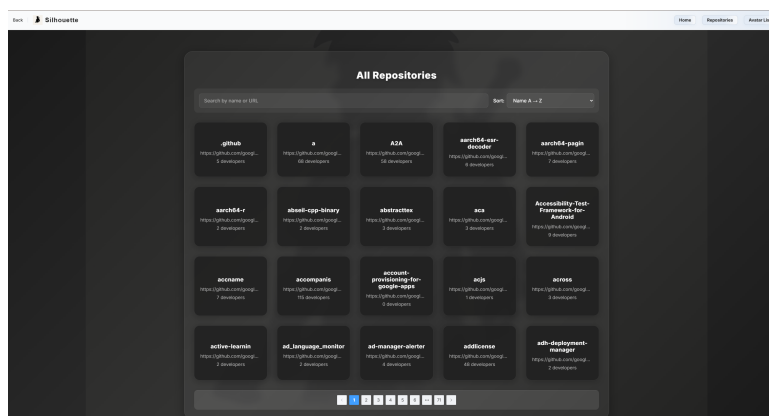 Back
Silhouette
Home
Repositories
Avatar Lis
All Repositories
Search by name or URL
Sort:
Name A → Z
.github
https://github.com/googl...
5 developers
a
https://github.com/googl...
68 developers
A2A
https://github.com/googl...
58 developers
aarch64-esr-
decoder
https://github.com/googl...
8 developers
aarch64-pagin
https://github.com/googl...
7 developers
aarch64-r
https://github.com/googl...
2 developers
abseil-cpp-binary
https://github.com/googl...
2 developers
abstracttex
https://github.com/googl...
3 developers
aca
https://github.com/googl...
3 developers
Accessibility-Test-
Framework-for-
Android
https://github.com/googl...
9 developers
accname
https://github.com/googl...
7 developers
accompanis
https://github.com/googl...
115 developers
account-
provisioning-for-
google-apps
https://github.com/googl...
0 developers
acjs
https://github.com/googl...
1 developers
across
https://github.com/googl...
3 developers
active-learnin
https://github.com/googl...
2 developers
ad_language_monitor
https://github.com/googl...
2 developers
ad-manager-alerter
https://github.com/googl...
4 developers
addlicense
https://github.com/googl...
48 developers
adh-deployment-
manager
https://github.com/googl...
2 developers
1 2 3 4 5 6 ... 71